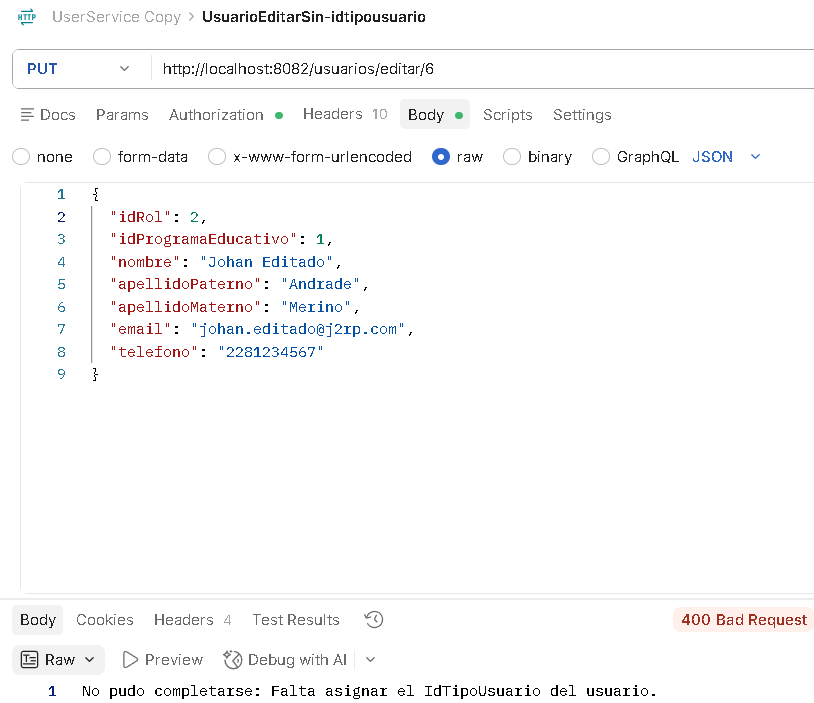 HTTP UserService Copy > UsuarioEditarSin-idtipousuario
PUT http://localhost:8082/usuarios/editar/6
Docs Params Authorization Headers 10 Body Scripts Settings
none form-data x-www-form-urlencoded raw binary GraphQL JSON
1 {
2 "idRol": 2,
3 "idProgramaEducativo": 1,
4 "nombre": "Johan Editado",
5 "apellidoPaterno": "Andrade",
6 "apellidoMaterno": "Merino",
7 "email": "johan.editado@j2rp.com",
8 "telefono": "2281234567"
9 }
Body Cookies Headers 4 Test Results 400 Bad Request
Raw Preview Debug with AI
1 No pudo completarse: Falta asignar el IdTipoUsuario del usuario.